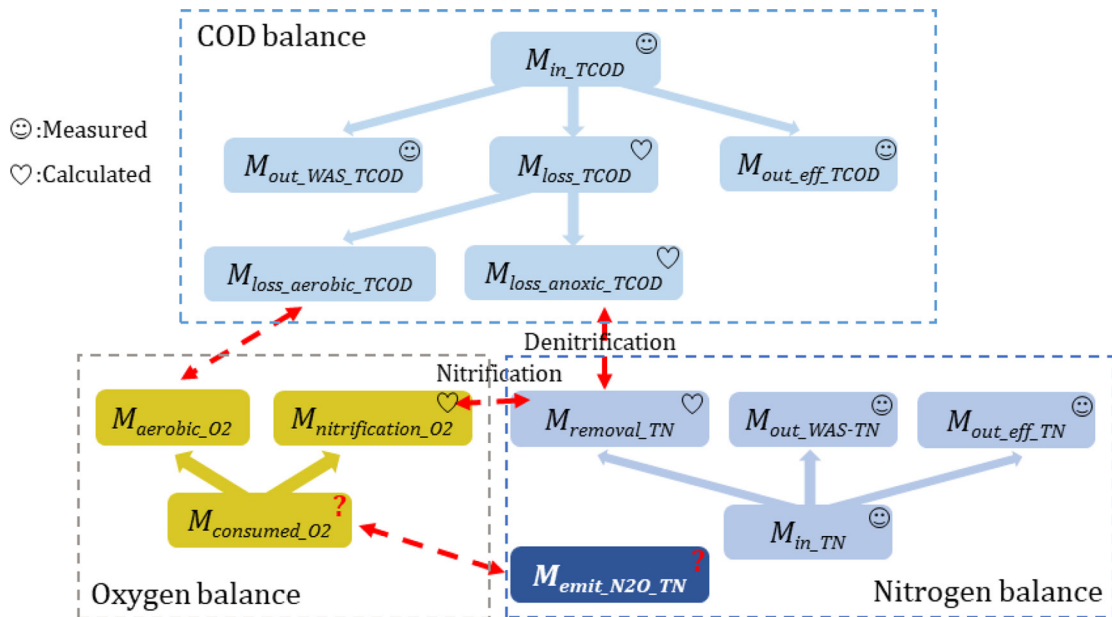 COD balance
M_in_TCOD
☺:Measured
♡:Calculated
M_out_WAS_TCOD
M_loss_TCOD
M_out_eff_TCOD
M_loss_aerobic_TCOD
M_loss_anoxic_TCOD
Denitrification
Nitrification
M_aerobic_O2
M_nitrification_O2
M_removal_TN
M_out_WAS-TN
M_out_eff_TN
M_consumed_O2
?
M_in_TN
M_emit_N2O_TN
?
Oxygen balance
Nitrogen balance